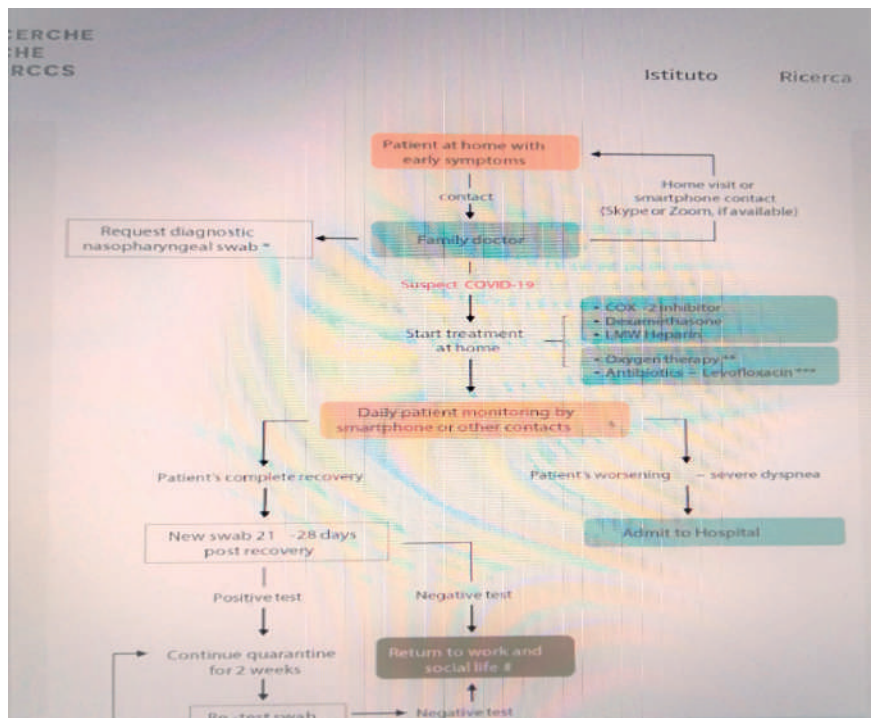 CERCHE
CHE
RCCS
Istituto
Ricerca
Patient at home with
early symptoms
contact
Home visit or
smartphone contact
(Skype or Zoom, if available)
Request diagnostic
nasopharyngeal swab *
Family doctor
Suspect COVID-19
Start treatment
at home
• COX -2 inhibitor
• Dexamethasone
• LMW Heparin
• Oxygen therapy **
• Antibiotics – Levofloxacin ***
Daily patient monitoring by
smartphone or other contacts
Patient's complete recovery
Patient's worsening – severe dyspnea
New swab 21 -28 days
post recovery
Admit to Hospital
Positive test
Negative test
Continue quarantine
for 2 weeks
Return to work and
social life #
Re -test swab
Negative test